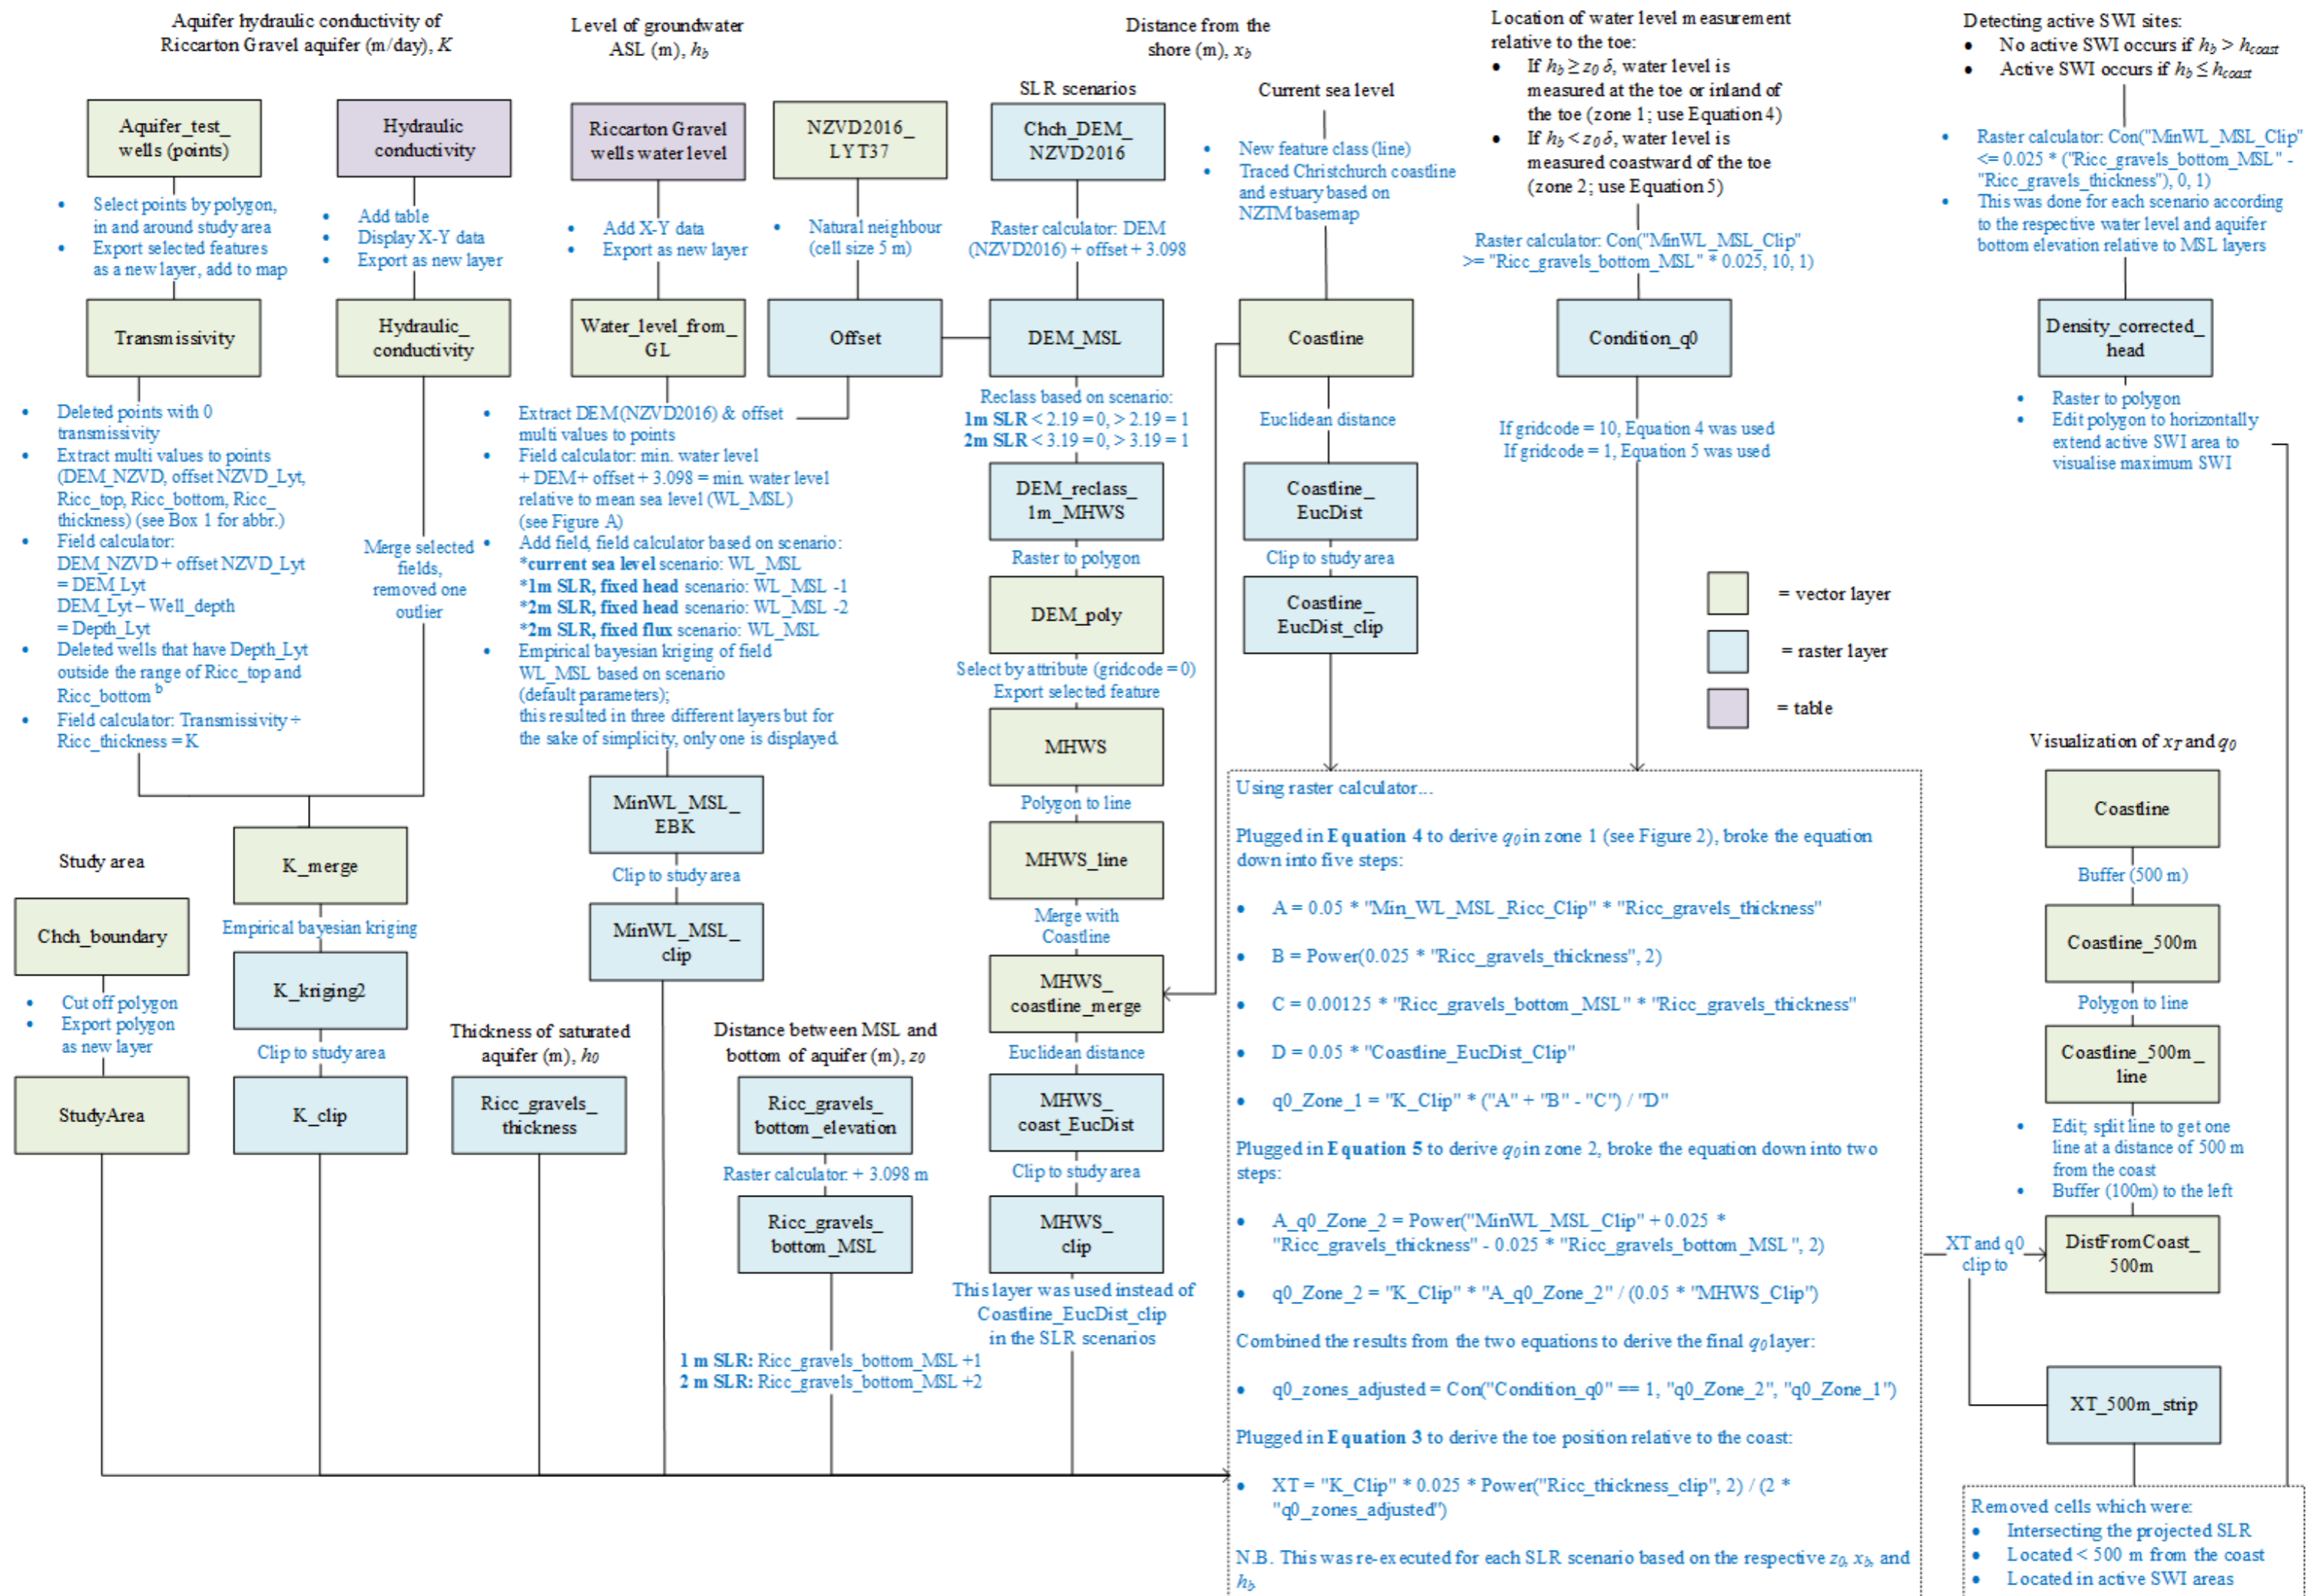 Aquifer hydraulic conductivity of
Riccarton Gravel aquifer (m/day), K
Aquifer_test_
wells (points)
Hydraulic
conductivity
• Select points by polygon,
in and around study area
• Export selected features
as a new layer, add to map
• Add table
• Display X-Y data
• Export as new layer
Transmissivity
Hydraulic_
conductivity
• Deleted points with 0
transmissivity
• Extract multi values to points
(DEM_NZVD, offset NZVD_Lyt,
Ricc_top, Ricc_bottom, Ricc_
thickness) (see Box 1 for abbr.)
• Field calculator:
DEM_NZVD + offset NZVD_Lyt
= DEM_Lyt
DEM_Lyt – Well_depth
= Depth_Lyt
• Deleted wells that have Depth_Lyt
outside the range of Ricc_top and
Ricc_bottom b
• Field calculator: Transmissivity ÷
Ricc_thickness = K
Merge selected
fields,
removed one
outlier
K_merge
Empirical bayesian kriging
K_kriging2
Clip to study area
K_clip
Study area
Chch_boundary
• Cut off polygon
• Export polygon
as new layer
StudyArea
Level of groundwater
ASL (m), hb
Riccarton Gravel
wells water level
NZVD2016_
LYT37
• Add X-Y data
• Export as new layer
• Natural neighbour
(cell size 5 m)
Water_level_from_
GL
Offset
• Extract DEM(NZVD2016) & offset
multi values to points
• Field calculator: min. water level
+ DEM+ offset + 3.098 = min. water level
relative to mean sea level (WL_MSL)
(see Figure A)
• Add field, field calculator based on scenario:
*current sea level scenario: WL_MSL
*1m SLR, fixed head scenario: WL_MSL -1
*2m SLR, fixed head scenario: WL_MSL -2
*2m SLR, fixed flux scenario: WL_MSL
• Empirical bayesian kriging of field
WL_MSL based on scenario
(default parameters);
this resulted in three different layers but for
the sake of simplicity, only one is displayed.
MinWL_MSL_
EBK
Clip to study area
MinWL_MSL_
clip
Thickness of saturated
aquifer (m), h0
Ricc_gravels_
thickness
Distance between MSL and
bottom of aquifer (m), z0
Ricc_gravels_
bottom_elevation
Raster calculator: + 3.098 m
Ricc_gravels_
bottom_MSL
1 m SLR: Ricc_gravels_bottom_MSL +1
2 m SLR: Ricc_gravels_bottom_MSL +2
Distance from the
shore (m), xb
SLR scenarios
Chch_DEM_
NZVD2016
Raster calculator: DEM
(NZVD2016) + offset + 3.098
DEM_MSL
Reclass based on scenario:
1m SLR < 2.19 = 0, > 2.19 = 1
2m SLR < 3.19 = 0, > 3.19 = 1
DEM_reclass_
1m_MHWS
Raster to polygon
DEM_poly
Select by attribute (gridcode = 0)
Export selected feature
MHWS
Polygon to line
MHWS_line
Merge with
Coastline
MHWS_
coastline_merge
Euclidean distance
MHWS_
coast_EucDist
Clip to study area
MHWS_
clip
This layer was used instead of
Coastline_EucDist_clip
in the SLR scenarios
Current sea level
• New feature class (line)
• Traced Christchurch coastline
and estuary based on
NZTM basemap
Coastline
Euclidean distance
Coastline_
EucDist
Clip to study area
Coastline_
EucDist_clip
Location of water level measurement
relative to the toe:
• If hb ≥ z0 δ, water level is
measured at the toe or inland of
the toe (zone 1; use Equation 4)
• If hb < z0 δ, water level is
measured coastward of the toe
(zone 2; use Equation 5)
Raster calculator: Con("MinWL_MSL_Clip"
>= "Ricc_gravels_bottom_MSL" * 0.025, 10, 1)
Condition_q0
If gridcode = 10, Equation 4 was used
If gridcode = 1, Equation 5 was used
Detecting active SWI sites:
• No active SWI occurs if hb > hcoast
• Active SWI occurs if hb ≤ hcoast
• Raster calculator: Con("MinWL_MSL_Clip"
<= 0.025 * ("Ricc_gravels_bottom_MSL" -
"Ricc_gravels_thickness"), 0, 1)
• This was done for each scenario according
to the respective water level and aquifer
bottom elevation relative to MSL layers
Density_corrected_
head
• Raster to polygon
• Edit polygon to horizontally
extend active SWI area to
visualise maximum SWI
= vector layer
= raster layer
= table
Using raster calculator...
Plugged in Equation 4 to derive q0 in zone 1 (see Figure 2), broke the equation
down into five steps:
• A = 0.05 * "Min_WL_MSL_Ricc_Clip" * "Ricc_gravels_thickness"
• B = Power(0.025 * "Ricc_gravels_thickness", 2)
• C = 0.00125 * "Ricc_gravels_bottom_MSL" * "Ricc_gravels_thickness"
• D = 0.05 * "Coastline_EucDist_Clip"
• q0_Zone_1 = "K_Clip" * ("A" + "B" - "C") / "D"
Plugged in Equation 5 to derive q0 in zone 2, broke the equation down into two
steps:
• A_q0_Zone_2 = Power("MinWL_MSL_Clip" + 0.025 *
"Ricc_gravels_thickness" - 0.025 * "Ricc_gravels_bottom_MSL", 2)
• q0_Zone_2 = "K_Clip" * "A_q0_Zone_2" / (0.05 * "MHWS_Clip")
Combined the results from the two equations to derive the final q0 layer:
• q0_zones_adjusted = Con("Condition_q0" == 1, "q0_Zone_2", "q0_Zone_1")
Plugged in Equation 3 to derive the toe position relative to the coast:
• XT = "K_Clip" * 0.025 * Power("Ricc_thickness_clip", 2) / (2 *
"q0_zones_adjusted")
N.B. This was re-executed for each SLR scenario based on the respective z0, xb, and
hb
Visualization of xT and q0
Coastline
Buffer (500 m)
Coastline_500m
Polygon to line
Coastline_500m_
line
• Edit; split line to get one
line at a distance of 500 m
from the coast
• Buffer (100m) to the left
XT and q0
clip to
DistFromCoast_
500m
XT_500m_strip
Removed cells which were:
• Intersecting the projected SLR
• Located < 500 m from the coast
• Located in active SWI areas